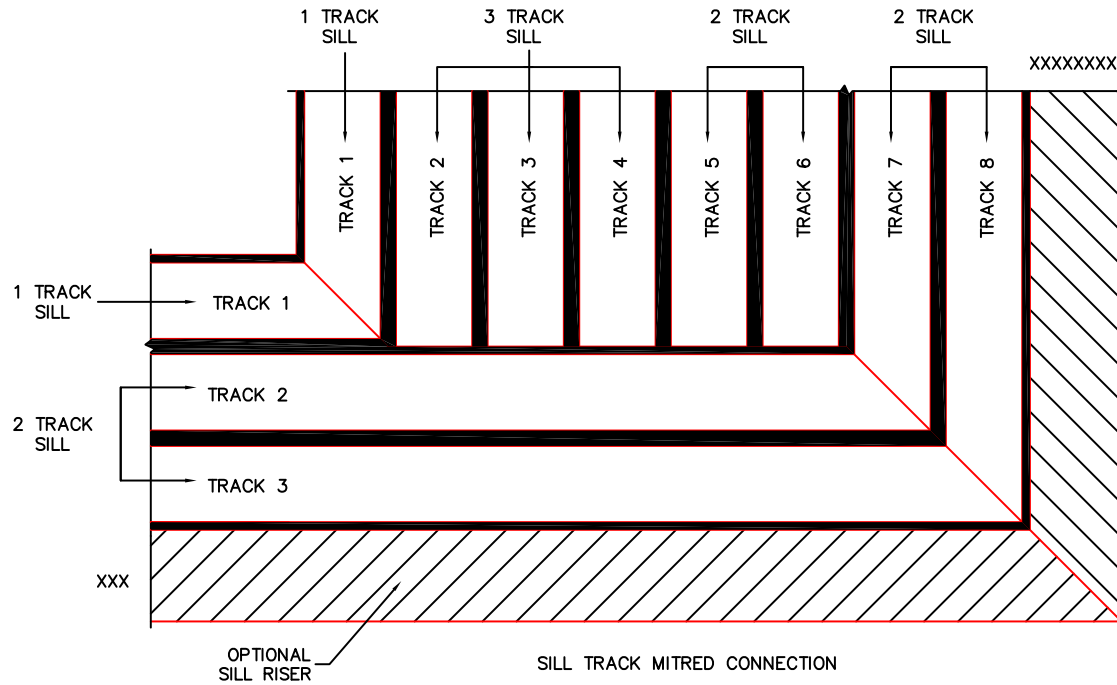 1 TRACK
SILL
3 TRACK
SILL
2 TRACK
SILL
2 TRACK
SILL
XXXXXXXX
TRACK 1
TRACK 2
TRACK 3
TRACK 4
TRACK 5
TRACK 6
TRACK 7
TRACK 8
1 TRACK
SILL
TRACK 1
TRACK 2
2 TRACK
SILL
TRACK 3
XXX
OPTIONAL
SILL RISER
SILL TRACK MITRED CONNECTION